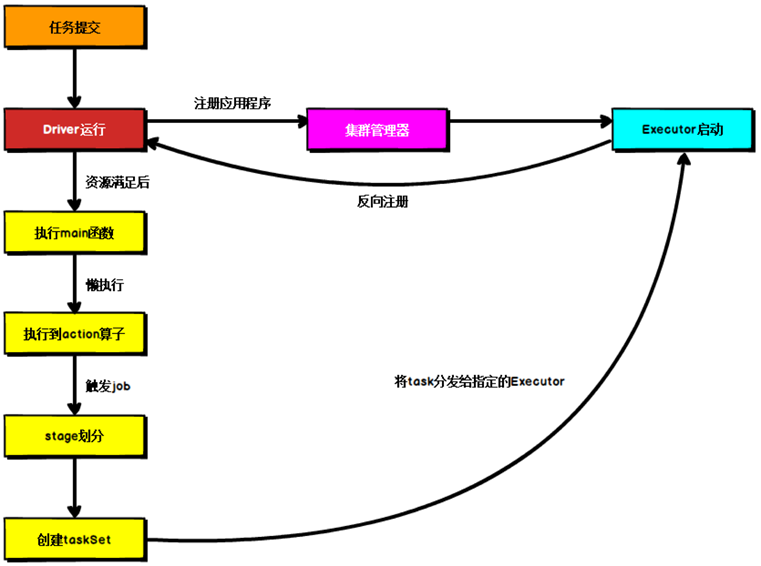 任务提交
注册应用程序
Driver运行
集群管理器
Executor启动
资源满足后
反向注册
执行main函数
懒执行
执行到action算子
触发job
将task分发给指定的Executor
stage划分
创建taskSet